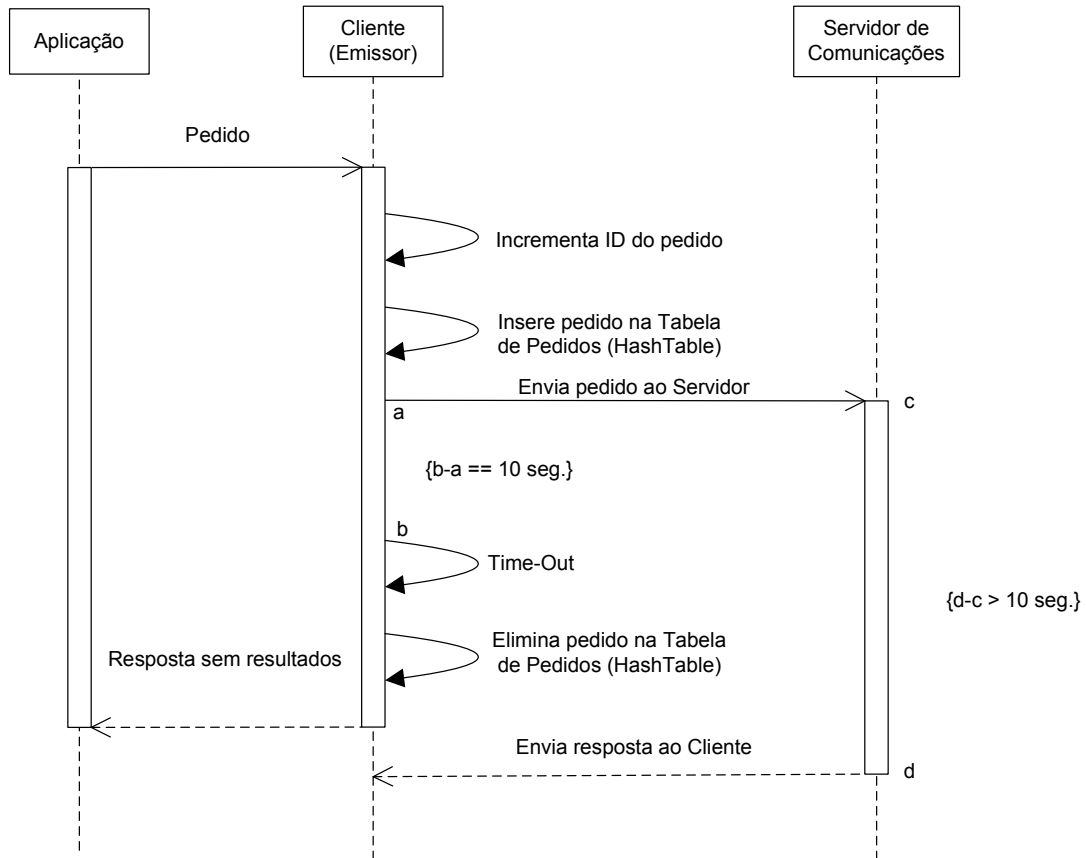 Aplicação
Cliente
(Emissor)
Servidor de
Comunicações
Pedido
Incrementa ID do pedido
Insere pedido na Tabela
de Pedidos (HashTable)
Envia pedido ao Servidor
a
c
{b-a == 10 seg.}
b
Time-Out
{d-c > 10 seg.}
Elimina pedido na Tabela
de Pedidos (HashTable)
Resposta sem resultados
Envia resposta ao Cliente
d